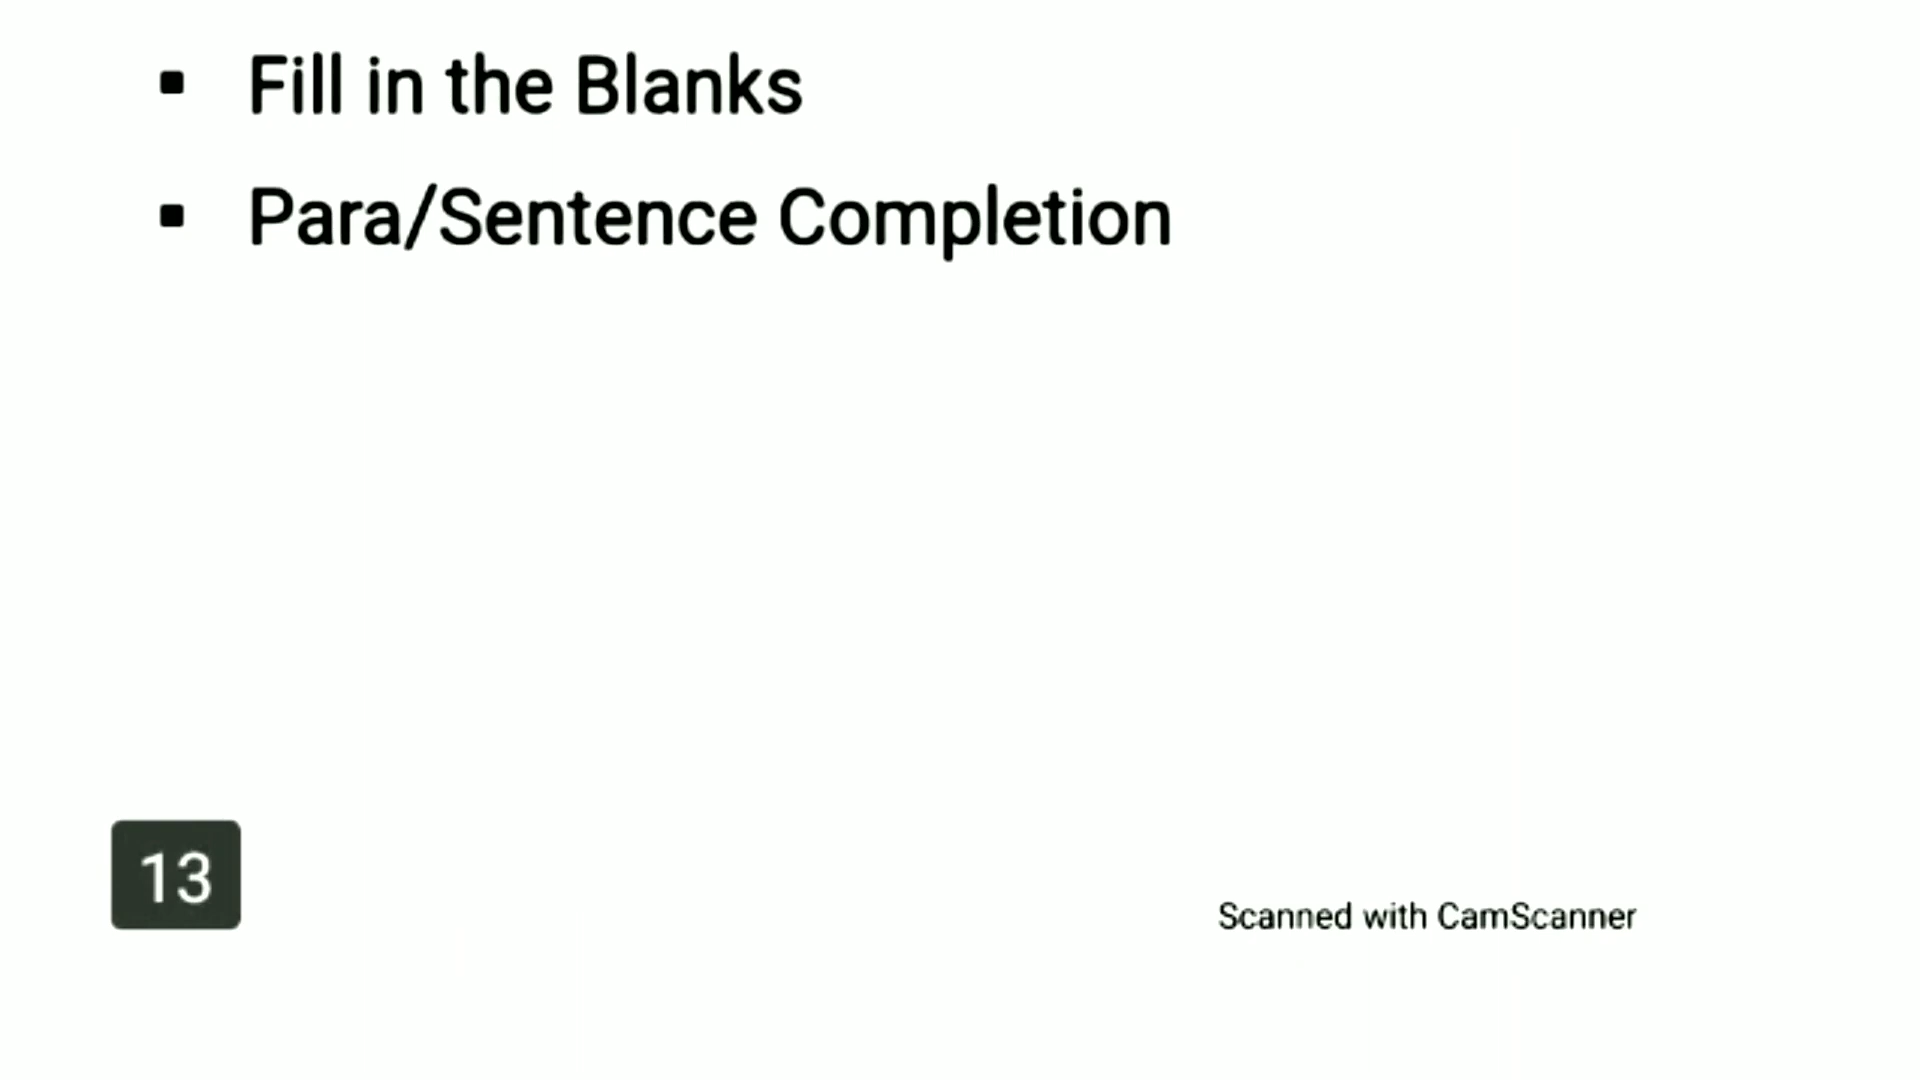 ▪ Fill in the Blanks
▪ Para/Sentence Completion
13
Scanned with CamScanner